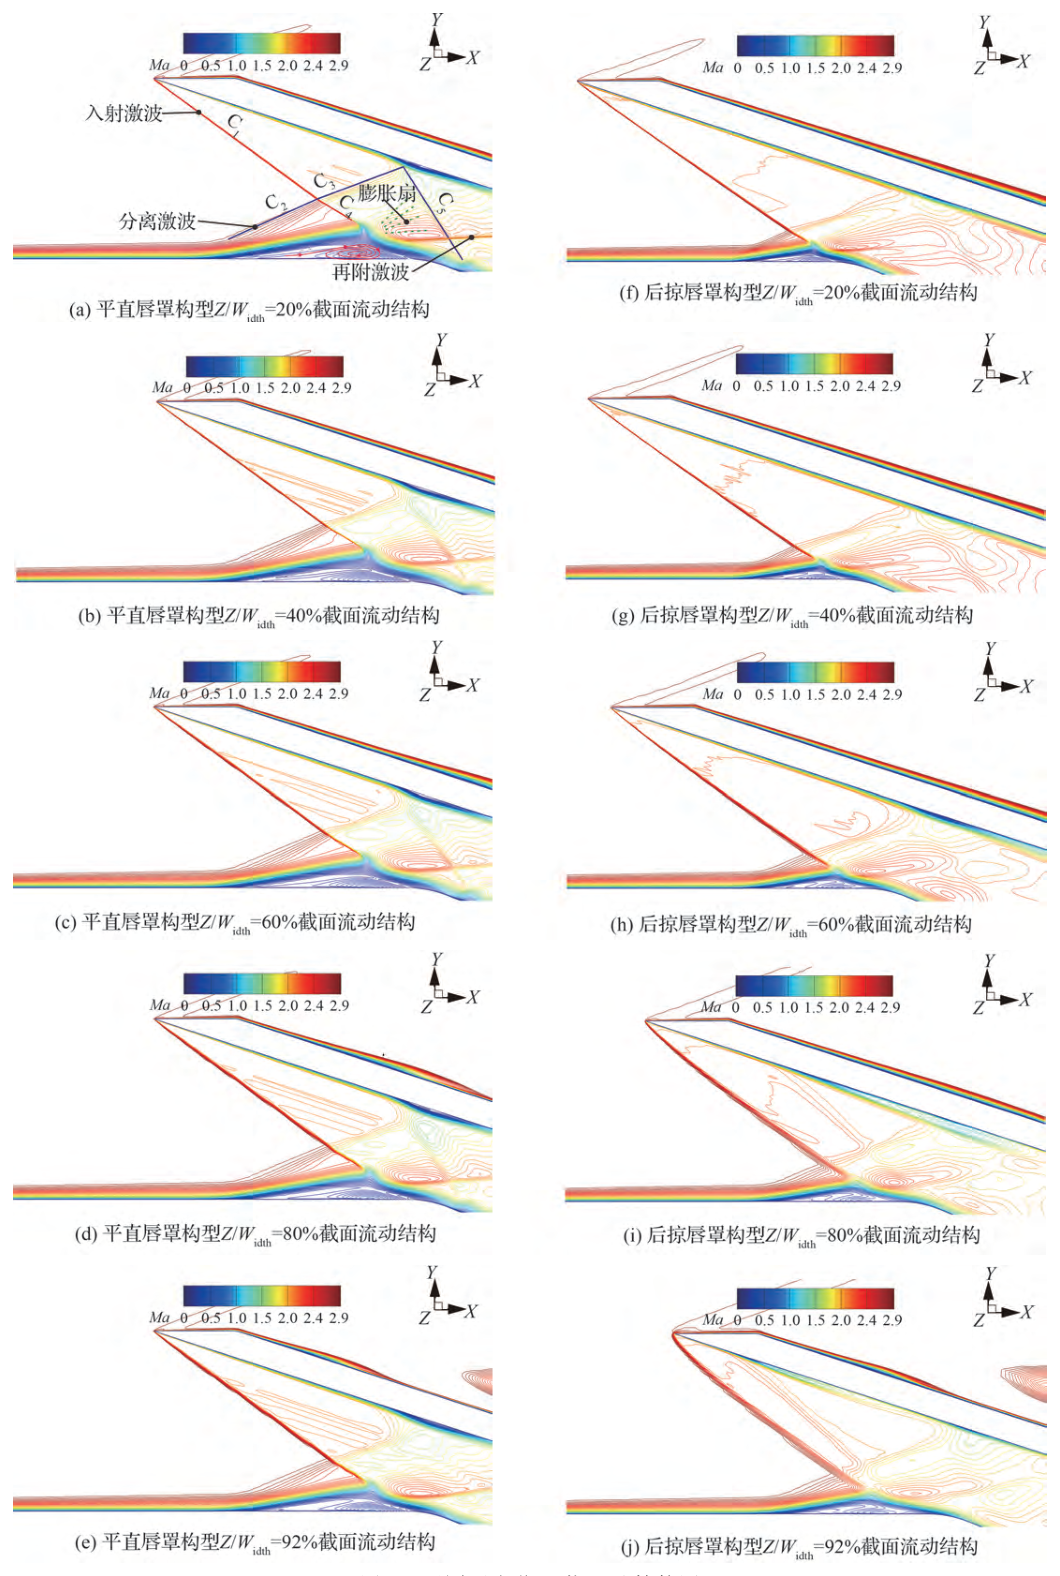 Y
Ma 0 0.5 1.0 1.5 2.0 2.4 2.9
Z X
入射激波
C1
C2
C3
C4
C5
膨胀扇
分离激波
再附激波
(a) 平直唇罩构型Z/Width=20%截面流动结构
Y
Ma 0 0.5 1.0 1.5 2.0 2.4 2.9
Z X
(f) 后掠唇罩构型Z/Width=20%截面流动结构
Y
Ma 0 0.5 1.0 1.5 2.0 2.4 2.9
Z X
(b) 平直唇罩构型Z/Width=40%截面流动结构
Y
Ma 0 0.5 1.0 1.5 2.0 2.4 2.9
Z X
(g) 后掠唇罩构型Z/Width=40%截面流动结构
Y
Ma 0 0.5 1.0 1.5 2.0 2.4 2.9
Z X
(c) 平直唇罩构型Z/Width=60%截面流动结构
Y
Ma 0 0.5 1.0 1.5 2.0 2.4 2.9
Z X
(h) 后掠唇罩构型Z/Width=60%截面流动结构
Y
Ma 0 0.5 1.0 1.5 2.0 2.4 2.9
Z X
(d) 平直唇罩构型Z/Width=80%截面流动结构
Y
Ma 0 0.5 1.0 1.5 2.0 2.4 2.9
Z X
(i) 后掠唇罩构型Z/Width=80%截面流动结构
Y
Ma 0 0.5 1.0 1.5 2.0 2.4 2.9
Z X
(e) 平直唇罩构型Z/Width=92%截面流动结构
Y
Ma 0 0.5 1.0 1.5 2.0 2.4 2.9
Z X
(j) 后掠唇罩构型Z/Width=92%截面流动结构